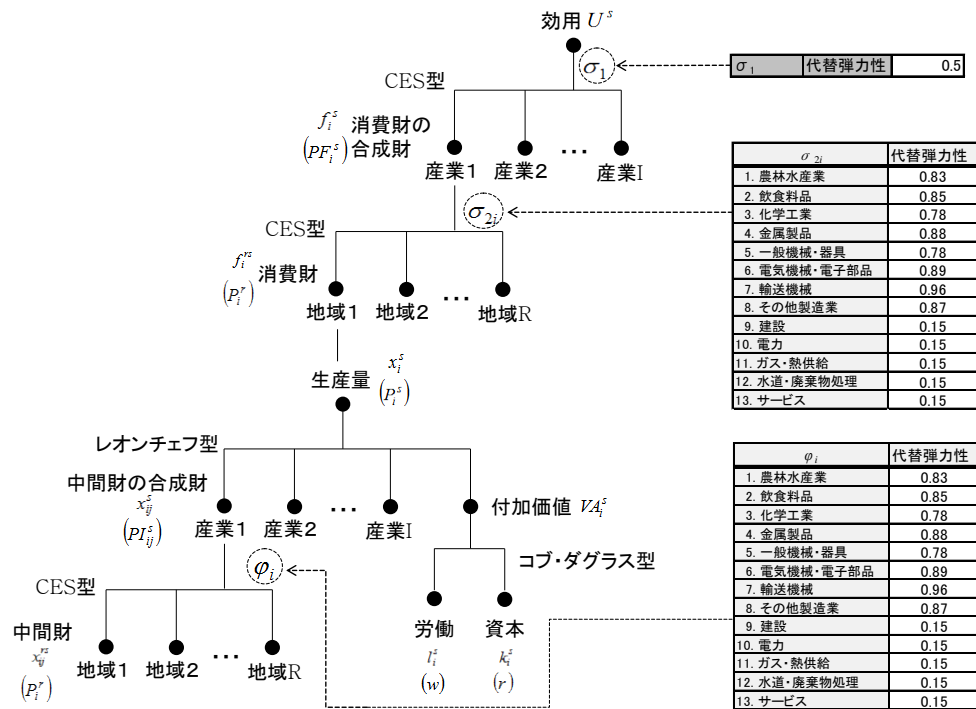 効用 U^s
σ_1
σ_1 代替弾力性 0.5
CES型
f_i^s 消費財の
(PF_i^s) 合成財
産業1 産業2 … 産業I
σ_2i
σ_2i 代替弾力性
1. 農林水産業 0.83
2. 飲食料品 0.85
3. 化学工業 0.78
4. 金属製品 0.88
5. 一般機械・器具 0.78
6. 電気機械・電子部品 0.89
7. 輸送機械 0.96
8. その他製造業 0.87
9. 建設 0.15
10. 電力 0.15
11. ガス・熱供給 0.15
12. 水道・廃棄物処理 0.15
13. サービス 0.15
CES型
f_i^rs 消費財
(P_i^r)
地域1 地域2 … 地域R
生産量 x_i^s
(P_i^s)
レオンチェフ型
中間財の合成財
x_ij^s
(PI_ij^s)
産業1 産業2 … 産業I
付加価値 VA_i^s
コブ・ダグラス型
労働 資本
l_i^s k_i^s
(w) (r)
φ_i
CES型
中間財
x_ij^rs
(P_i^r)
地域1 地域2 … 地域R
φ_i 代替弾力性
1. 農林水産業 0.83
2. 飲食料品 0.85
3. 化学工業 0.78
4. 金属製品 0.88
5. 一般機械・器具 0.78
6. 電気機械・電子部品 0.89
7. 輸送機械 0.96
8. その他製造業 0.87
9. 建設 0.15
10. 電力 0.15
11. ガス・熱供給 0.15
12. 水道・廃棄物処理 0.15
13. サービス 0.15